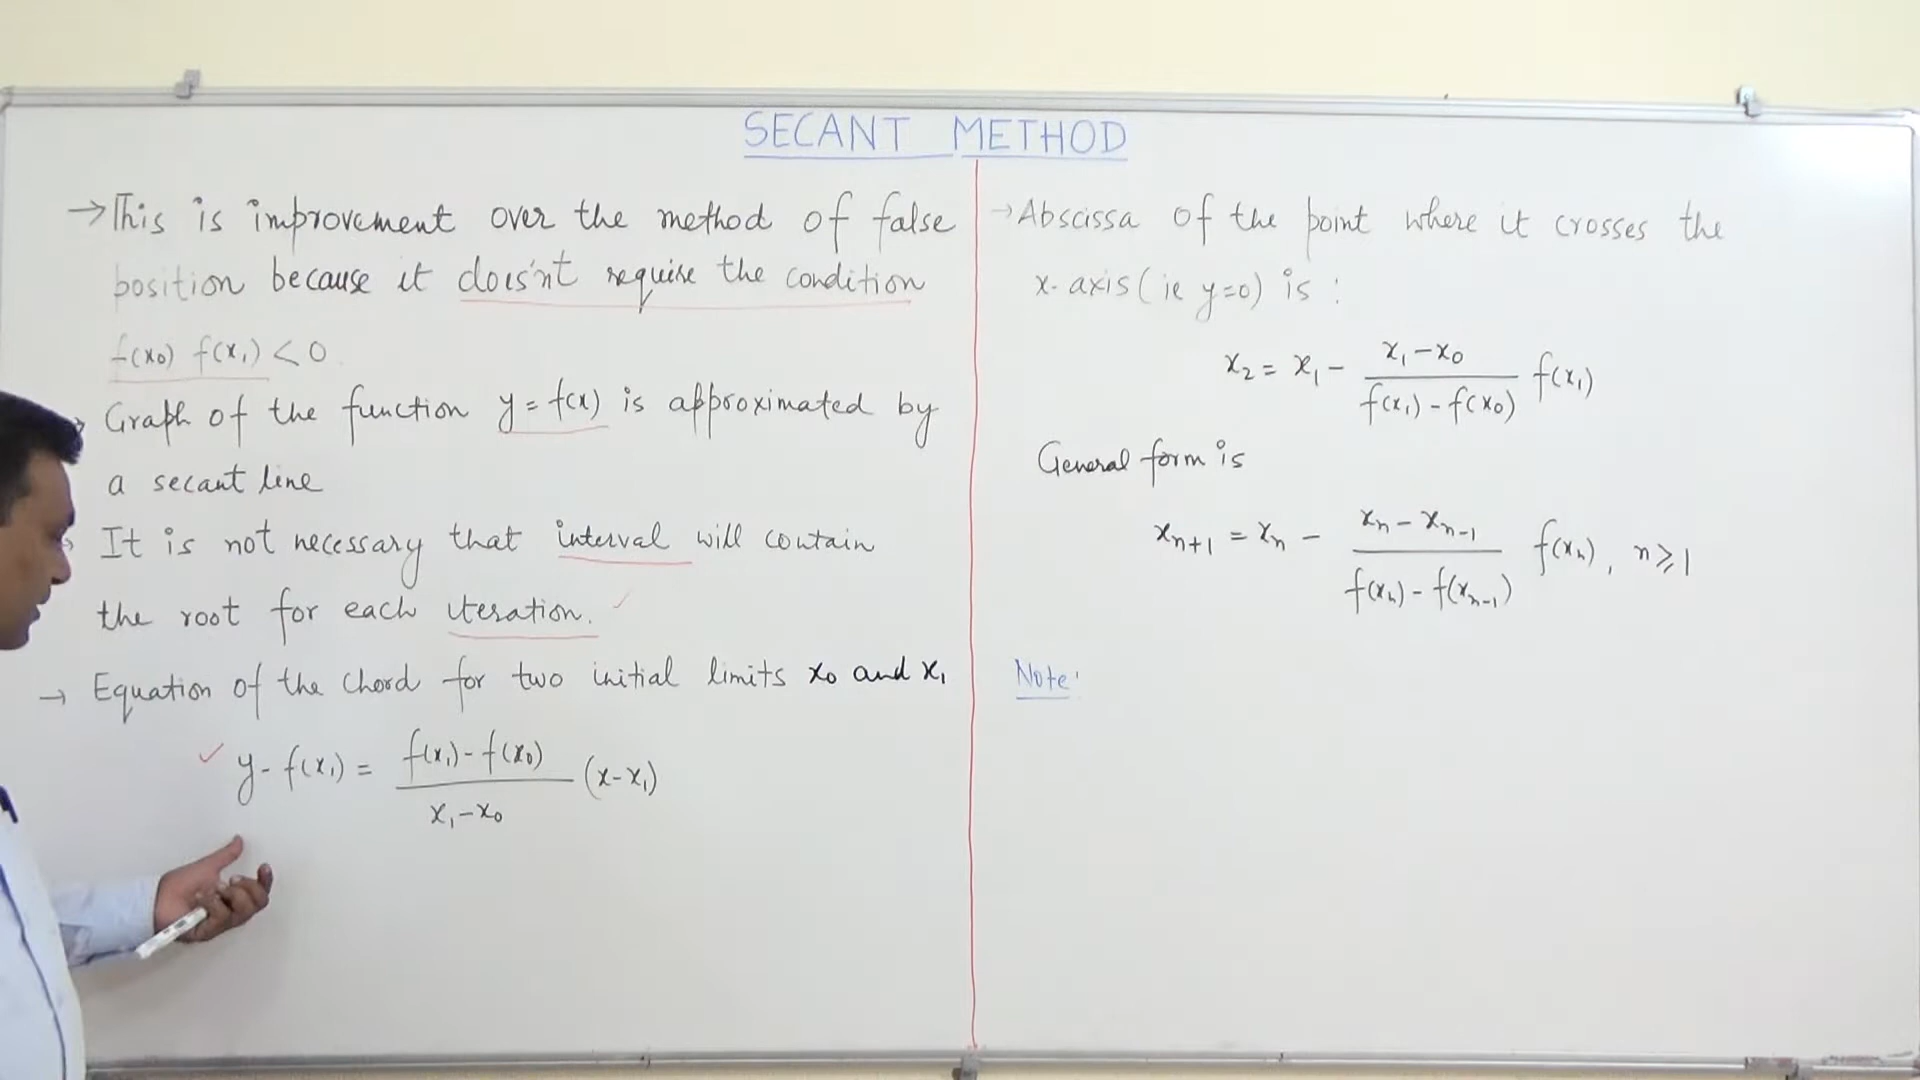 SECANT METHOD
→ This is improvement over the method of false
position because it does'nt require the condition
f(x₀) f(x₁) < 0.
→ Graph of the function y = f(x) is approximated by
a secant line
→ It is not necessary that interval will contain
the root for each iteration. ✓
→ Equation of the Chord for two initial limits x₀ and x₁
✓ y - f(x₁) = (f(x₁) - f(x₀)) / (x₁ - x₀) (x - x₁)
→ Abscissa of the point where it crosses the
x-axis (ie y=0) is :
x₂ = x₁ - (x₁ - x₀) / (f(x₁) - f(x₀)) f(x₁)
General form is
xₙ₊₁ = xₙ - (xₙ - xₙ₋₁) / (f(xₙ) - f(xₙ₋₁)) f(xₙ), n ⩾ 1
Note: